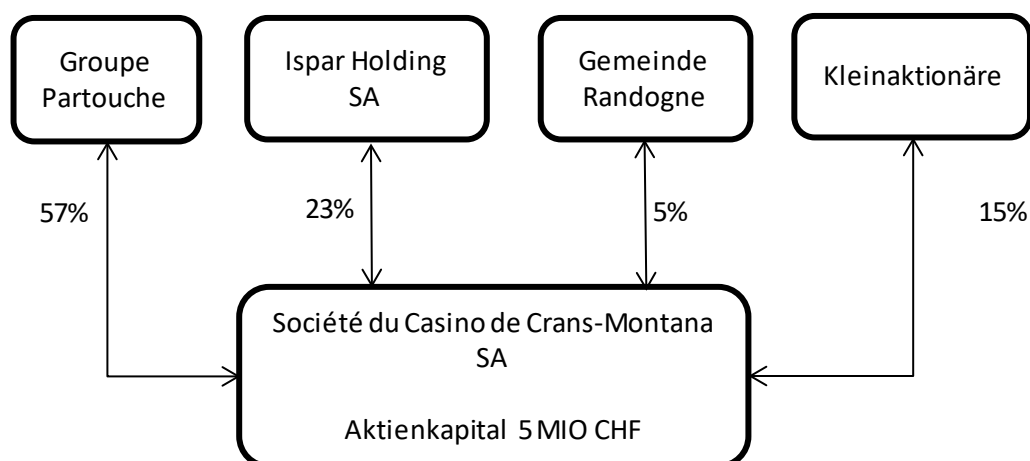 Groupe
Partouche
Ispar Holding
SA
Gemeinde
Randogne
Kleinaktionäre
57%
23%
5%
15%
Société du Casino de Crans-Montana
SA
Aktienkapital 5 MIO CHF